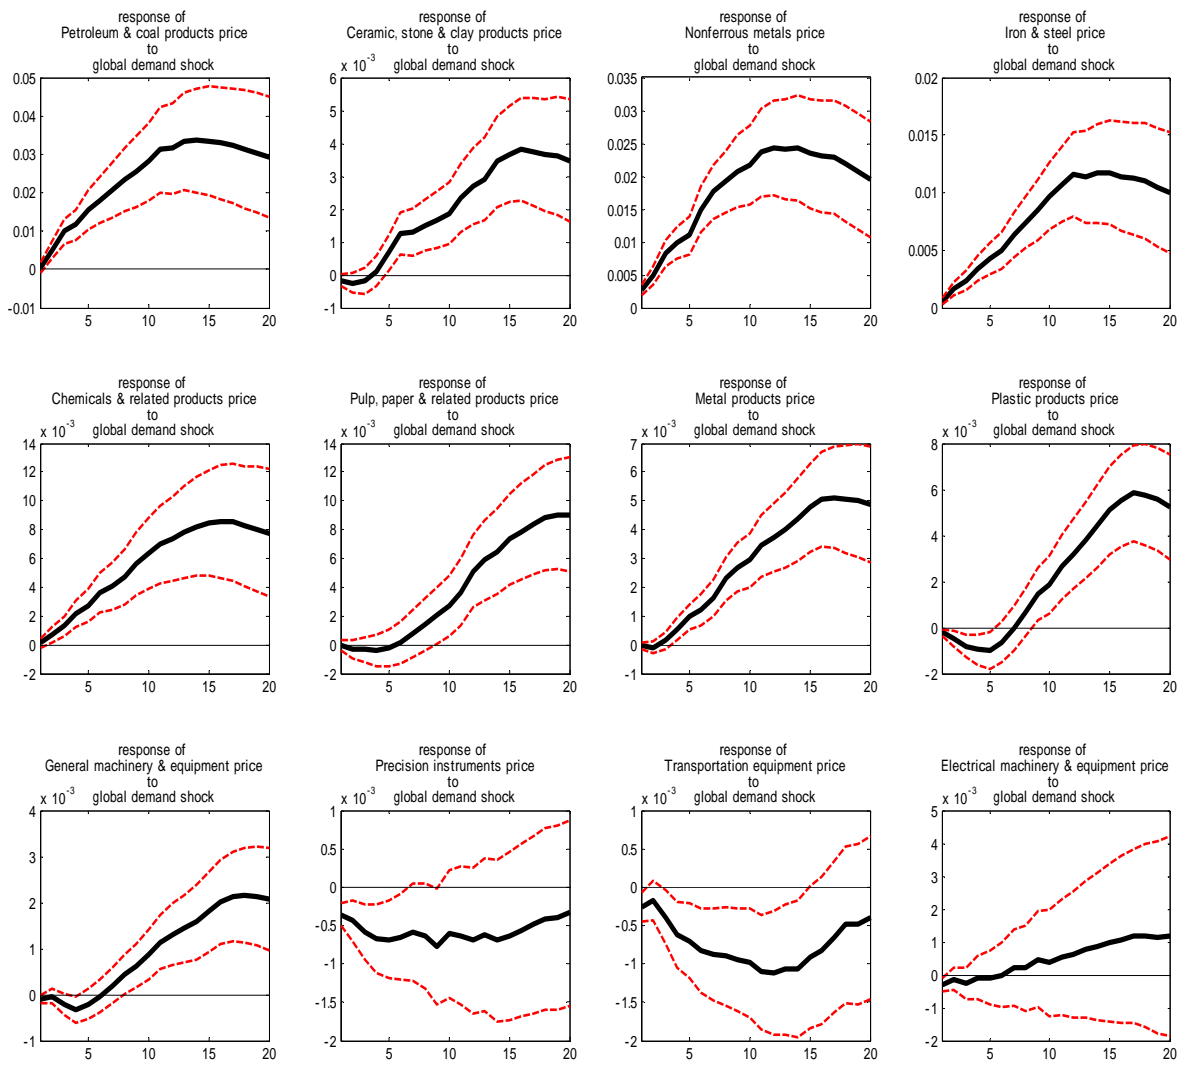 response of
Petroleum & coal products price
to
global demand shock
0.05
0.04
0.03
0.02
0.01
0
-0.01
5 10 15 20
response of
Ceramic, stone & clay products price
to
global demand shock
x 10-3
6
5
4
3
2
1
0
-1
5 10 15 20
response of
Nonferrous metals price
to
global demand shock
0.035
0.03
0.025
0.02
0.015
0.01
0.005
0
5 10 15 20
response of
Iron & steel price
to
global demand shock
0.02
0.015
0.01
0.005
0
5 10 15 20
response of
Chemicals & related products price
to
global demand shock
x 10-3
14
12
10
8
6
4
2
0
-2
5 10 15 20
response of
Pulp, paper & related products price
to
global demand shock
x 10-3
14
12
10
8
6
4
2
0
-2
5 10 15 20
response of
Metal products price
to
global demand shock
x 10-3
7
6
5
4
3
2
1
0
-1
5 10 15 20
response of
Plastic products price
to
global demand shock
x 10-3
8
6
4
2
0
-2
5 10 15 20
response of
General machinery & equipment price
to
global demand shock
x 10-3
4
3
2
1
0
-1
5 10 15 20
response of
Precision instruments price
to
global demand shock
x 10-3
1
0.5
0
-0.5
-1
-1.5
-2
5 10 15 20
response of
Transportation equipment price
to
global demand shock
x 10-3
1
0.5
0
-0.5
-1
-1.5
-2
5 10 15 20
response of
Electrical machinery & equipment price
to
global demand shock
x 10-3
5
4
3
2
1
0
-1
-2
5 10 15 20